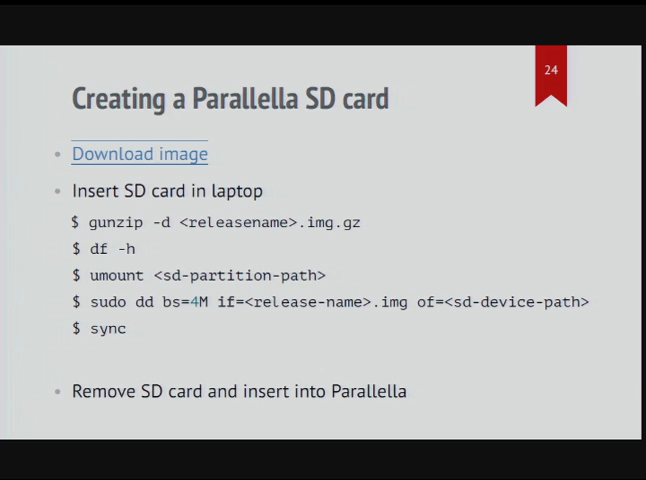 24
Creating a Parallella SD card
Download image
Insert SD card in laptop
$ gunzip -d <releasename>.img.gz
$ df -h
$ umount <sd-partition-path>
$ sudo dd bs=4M if=<release-name>.img of=<sd-device-path>
$ sync
Remove SD card and insert into Parallella